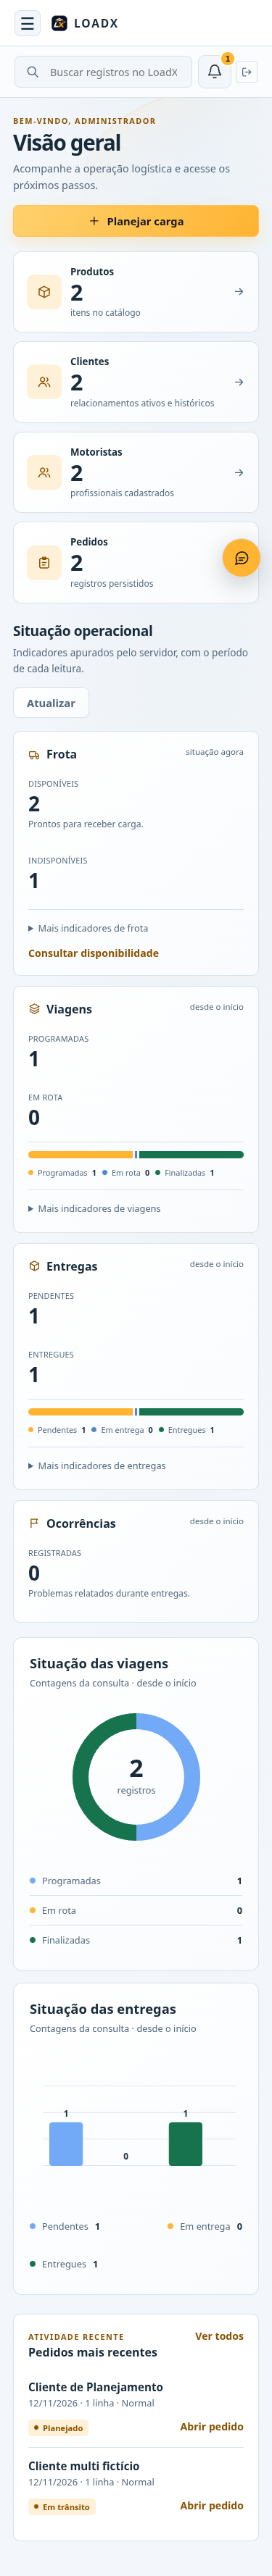 LOADX
Buscar registros no LoadX
1
BEM-VINDO, ADMINISTRADOR
Visão geral
Acompanhe a operação logística e acesse os
próximos passos.
+ Planejar carga
Produtos
2
itens no catálogo
Clientes
2
relacionamentos ativos e históricos
Motoristas
2
profissionais cadastrados
Pedidos
2
registros persistidos
Situação operacional
Indicadores apurados pelo servidor, com o período
de cada leitura.
Atualizar
Frota
situação agora
DISPONÍVEIS
2
Prontos para receber carga.
INDISPONÍVEIS
1
Mais indicadores de frota
Consultar disponibilidade
Viagens
desde o início
PROGRAMADAS
1
EM ROTA
0
Programadas 1 Em rota 0 Finalizadas 1
Mais indicadores de viagens
Entregas
desde o início
PENDENTES
1
ENTREGUES
1
Pendentes 1 Em entrega 0 Entregues 1
Mais indicadores de entregas
Ocorrências
desde o início
REGISTRADAS
0
Problemas relatados durante entregas.
Situação das viagens
Contagens da consulta · desde o início
2
registros
Programadas 1
Em rota 0
Finalizadas 1
Situação das entregas
Contagens da consulta · desde o início
1
0
1
Pendentes 1
Em entrega 0
Entregues 1
ATIVIDADE RECENTE
Ver todos
Pedidos mais recentes
Cliente de Planejamento
12/11/2026 · 1 linha · Normal
Planejado
Abrir pedido
Cliente multi fictício
12/11/2026 · 1 linha · Normal
Em trânsito
Abrir pedido